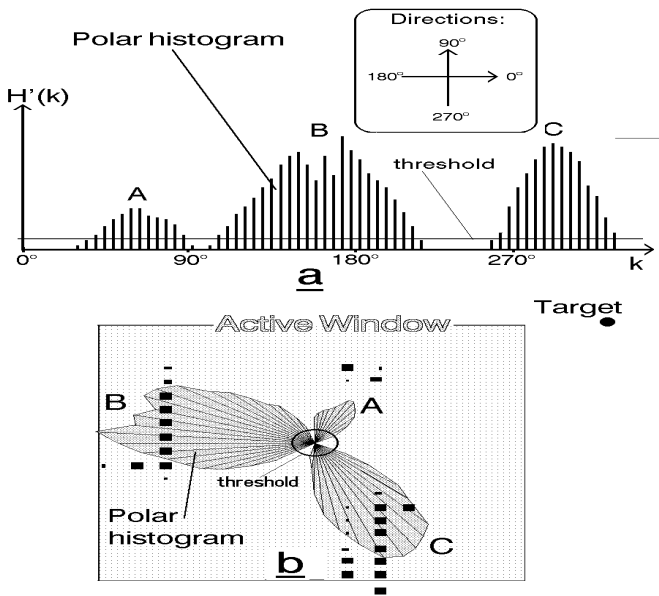 Directions:
90°
180°
0°
270°
Polar histogram
H'(k)
A
B
C
threshold
0°
90°
180°
270°
k
a
Target
Active Window
B
A
threshold
Polar
histogram
C
b